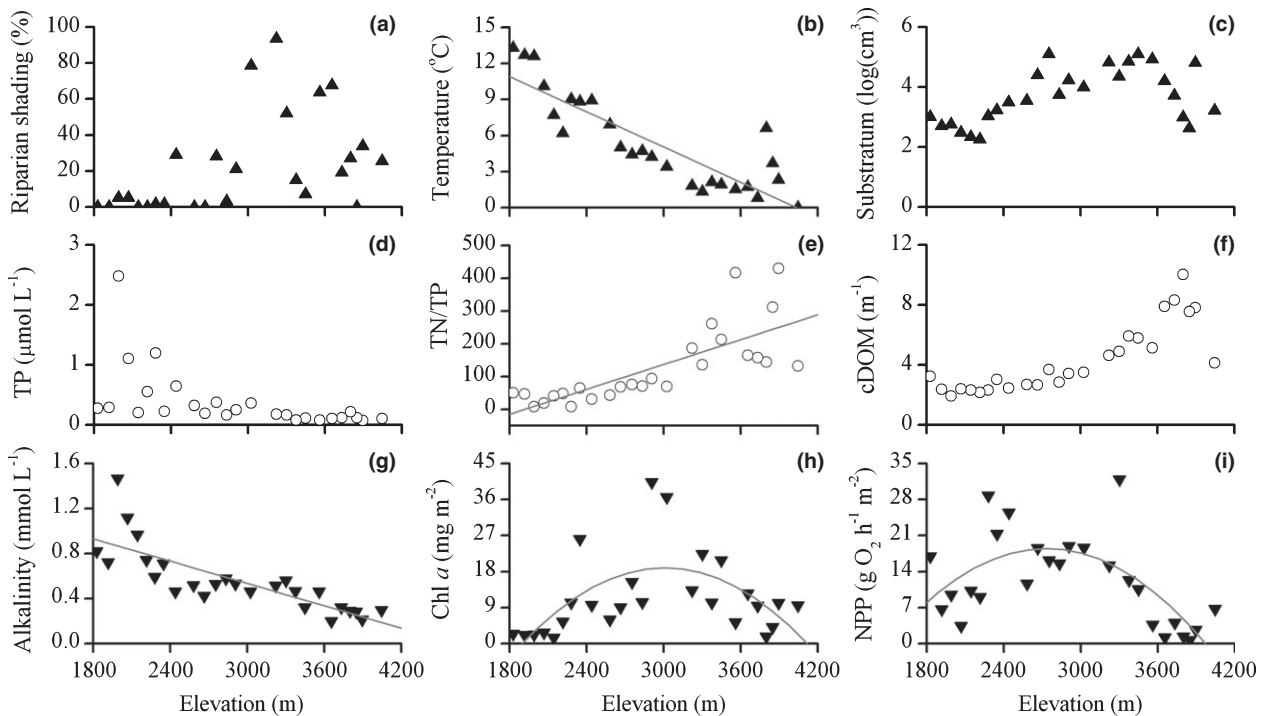 (a)
Riparian shading (%)
100
80
60
40
20
0
(b)
Temperature (°C)
15
12
9
6
3
0
(c)
Substratum (log(cm³)
6
4
2
0
(d)
TP (μmol L⁻¹)
3
2
1
0
(e)
TN/TP
500
400
300
200
100
0
(f)
cDOM (m⁻¹)
12
8
4
0
(g)
Alkalinity (mmol L⁻¹)
1.6
1.2
0.8
0.4
0.0
1800 2400 3000 3600 4200
Elevation (m)
(h)
Chl a (mg m⁻²)
45
36
27
18
9
0
1800 2400 3000 3600 4200
Elevation (m)
(i)
NPP (g O₂ h⁻¹ m⁻²)
35
28
21
14
7
0
1800 2400 3000 3600 4200
Elevation (m)